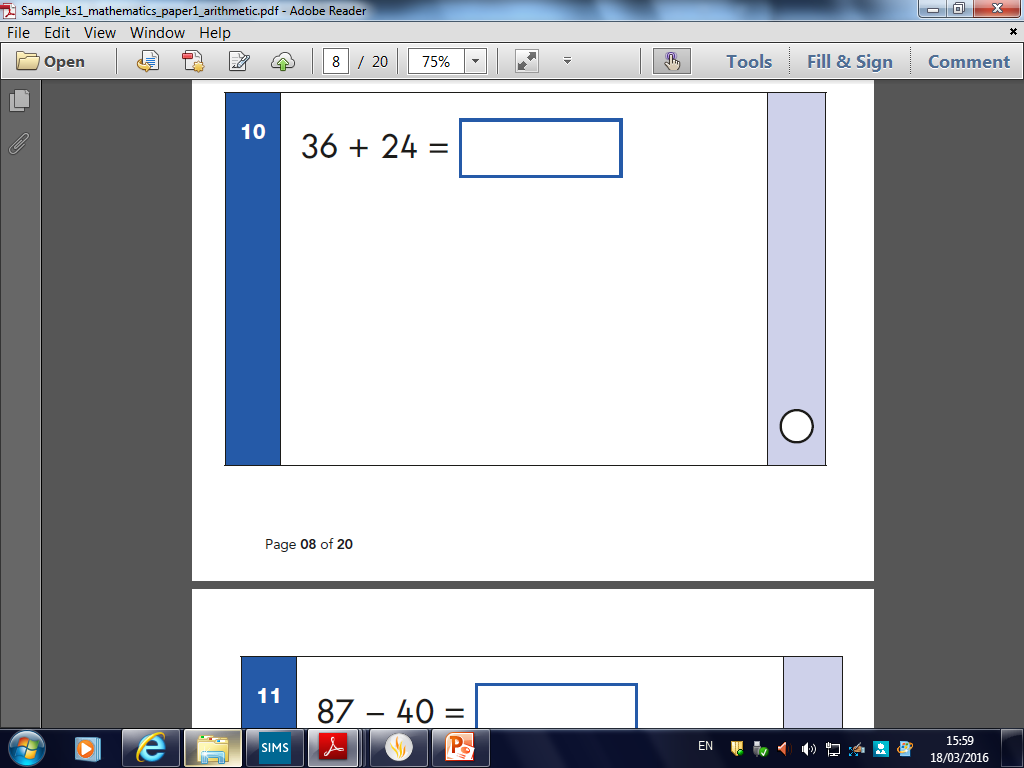 Sample_ks1_mathematics_paper1_arithmetic.pdf - Adobe Reader
File Edit View Window Help
Open 8 / 20 75% Tools Fill & Sign Comment
10
36 + 24 =
Page 08 of 20
11
87 – 40 =
SIMS
EN
15:59
18/03/2016